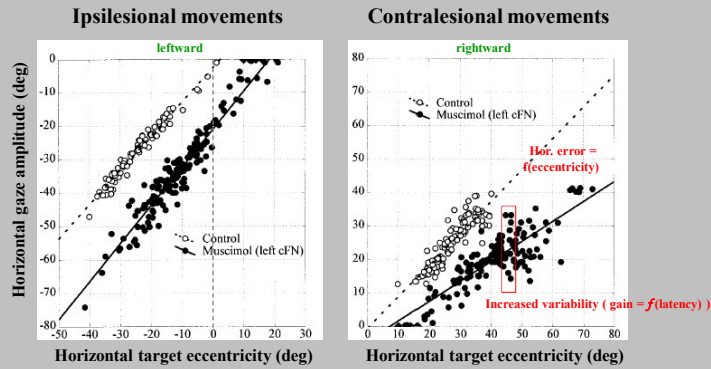 Ipsilesional movements
Contralesional movements
leftward
rightward
Horizontal gaze amplitude (deg)
0
-10
-20
-30
-40
-50
-60
-70
-80
-50 -40 -30 -20 -10 0 10 20 30
Control
Muscimol (left cFN)
Horizontal target eccentricity (deg)
80
70
60
50
40
30
20
10
0
0 10 20 30 40 50 60 70 80
Control
Muscimol (left cFN)
Hor. error =
f(eccentricity)
Increased variability ( gain = f(latency) )
Horizontal target eccentricity (deg)